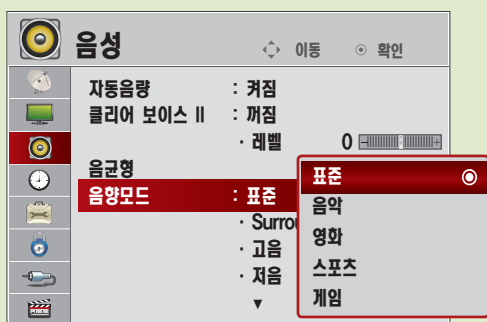 음성
이동 확인
자동음량 : 켜짐
클리어 보이스 II : 꺼짐
· 레벨 0
음균형
음향모드 : 표준
· Surrou
· 고음
· 저음
표준
음악
영화
스포츠
게임